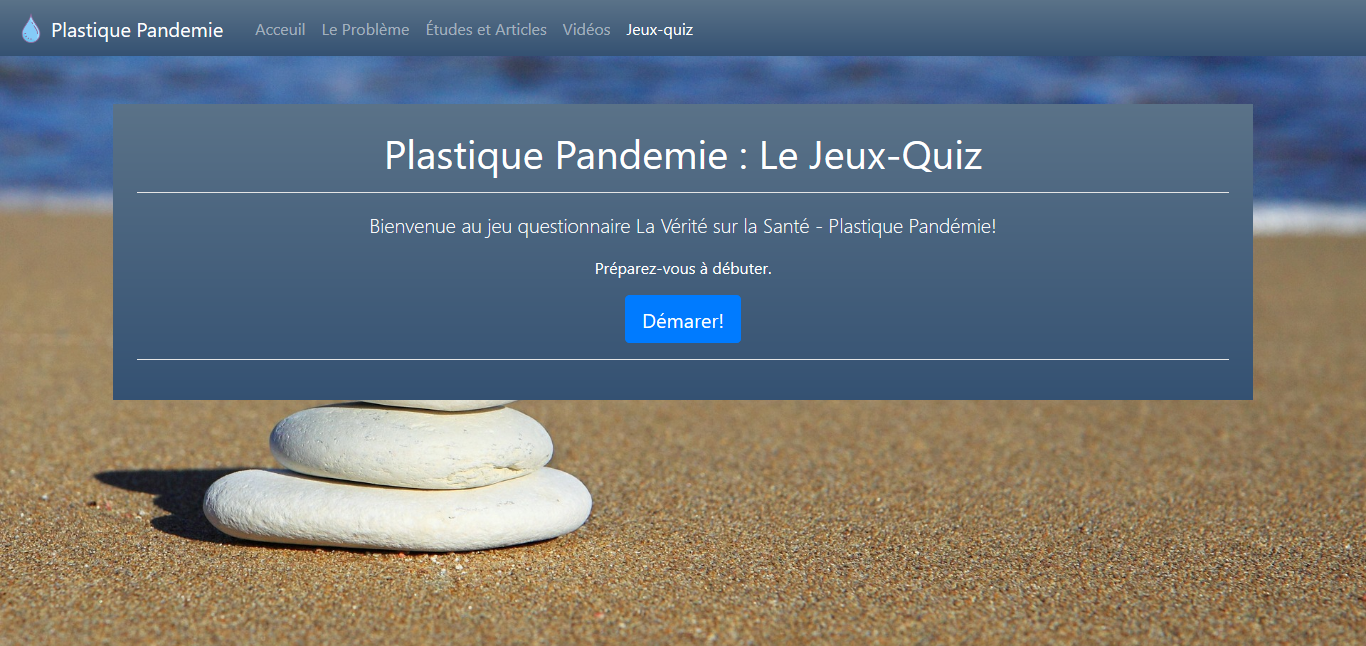 Plastique Pandemie Acceuil Le Problème Études et Articles Vidéos Jeux-quiz
Plastique Pandemie : Le Jeux-Quiz
Bienvenue au jeu questionnaire La Vérité sur la Santé - Plastique Pandémie!
Préparez-vous à débuter.
Démarer!